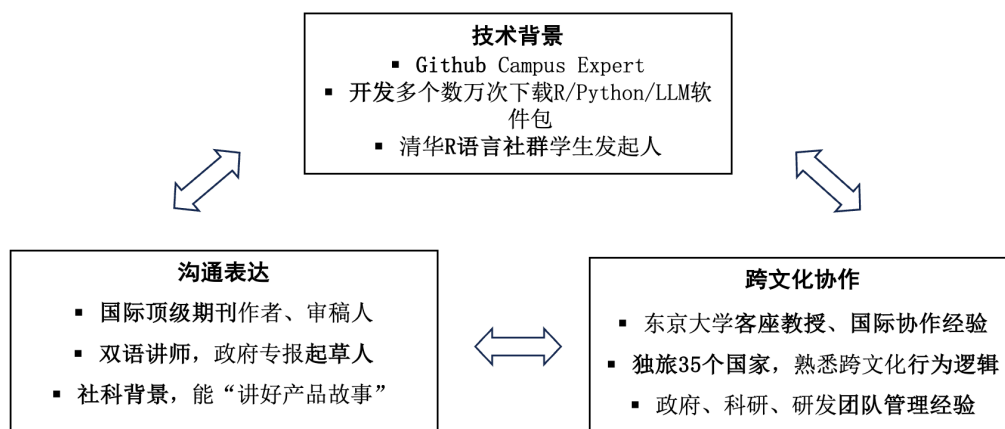 技术背景
▪ Github Campus Expert
▪ 开发多个数万次下载R/Python/LLM软
件包
▪ 清华R语言社群学生发起人
沟通表达
▪ 国际顶级期刊作者、审稿人
▪ 双语讲师，政府专报起草人
▪ 社科背景，能“讲好产品故事”
跨文化协作
▪ 东京大学客座教授、国际协作经验
▪ 独旅35个国家，熟悉跨文化行为逻辑
▪ 政府、科研、研发团队管理经验